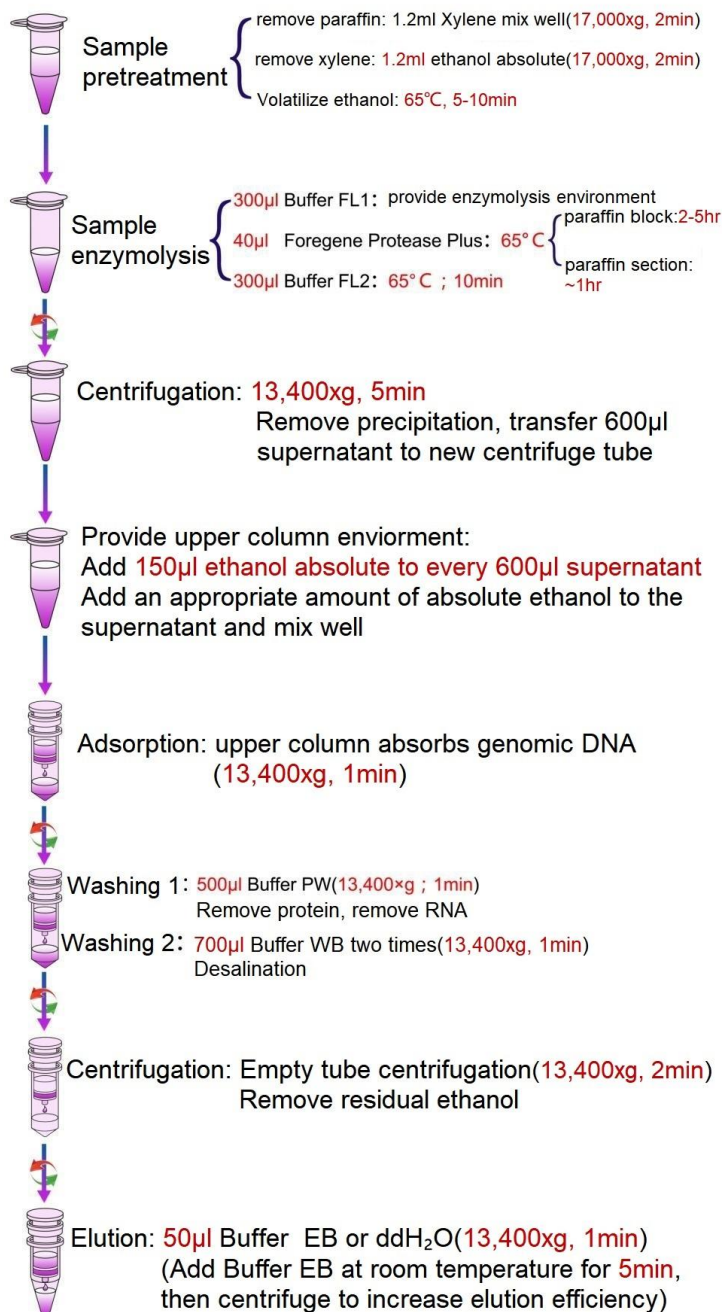 Sample
pretreatment
remove paraffin: 1.2ml Xylene mix well(17,000xg, 2min)
remove xylene: 1.2ml ethanol absolute(17,000xg, 2min)
Volatilize ethanol: 65℃, 5-10min
Sample
enzymolysis
300μl Buffer FL1： provide enzymolysis environment
40μl Foregene Protease Plus: 65°C
paraffin block:2-5hr
paraffin section:
~1hr
300μl Buffer FL2： 65°C ; 10min
Centrifugation: 13,400xg, 5min
Remove precipitation, transfer 600μl
supernatant to new centrifuge tube
Provide upper column enviorment:
Add 150μl ethanol absolute to every 600μl supernatant
Add an appropriate amount of absolute ethanol to the
supernatant and mix well
Adsorption: upper column absorbs genomic DNA
(13,400xg, 1min)
Washing 1: 500μl Buffer PW(13,400×g ; 1min)
Remove protein, remove RNA
Washing 2： 700μl Buffer WB two times(13,400xg, 1min)
Desalination
Centrifugation: Empty tube centrifugation(13,400xg, 2min)
Remove residual ethanol
Elution: 50μl Buffer EB or ddH₂O(13,400xg, 1min)
(Add Buffer EB at room temperature for 5min,
then centrifuge to increase elution efficiency)